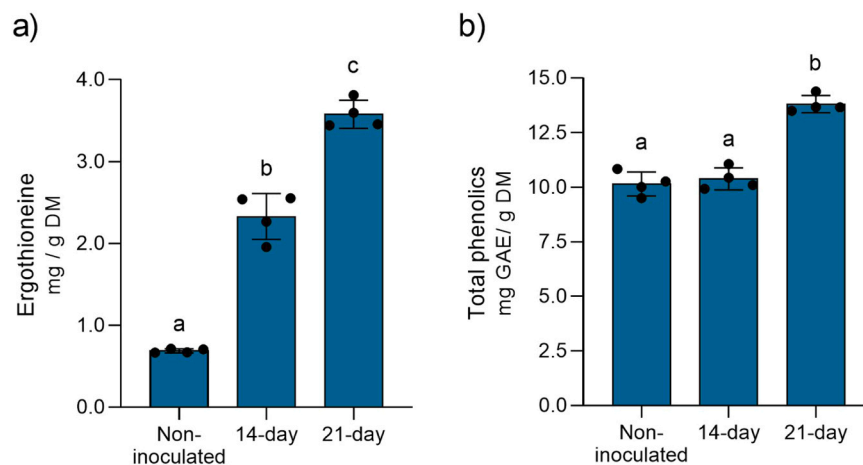 a)
Ergothioneine
mg / g DM
4.0
3.0
2.0
1.0
0.0
a
b
c
Non-
inoculated
14-day
21-day
b)
Total phenolics
mg GAE/ g DM
15.0
12.5
10.0
7.5
5.0
2.5
0.0
a
a
b
Non-
inoculated
14-day
21-day